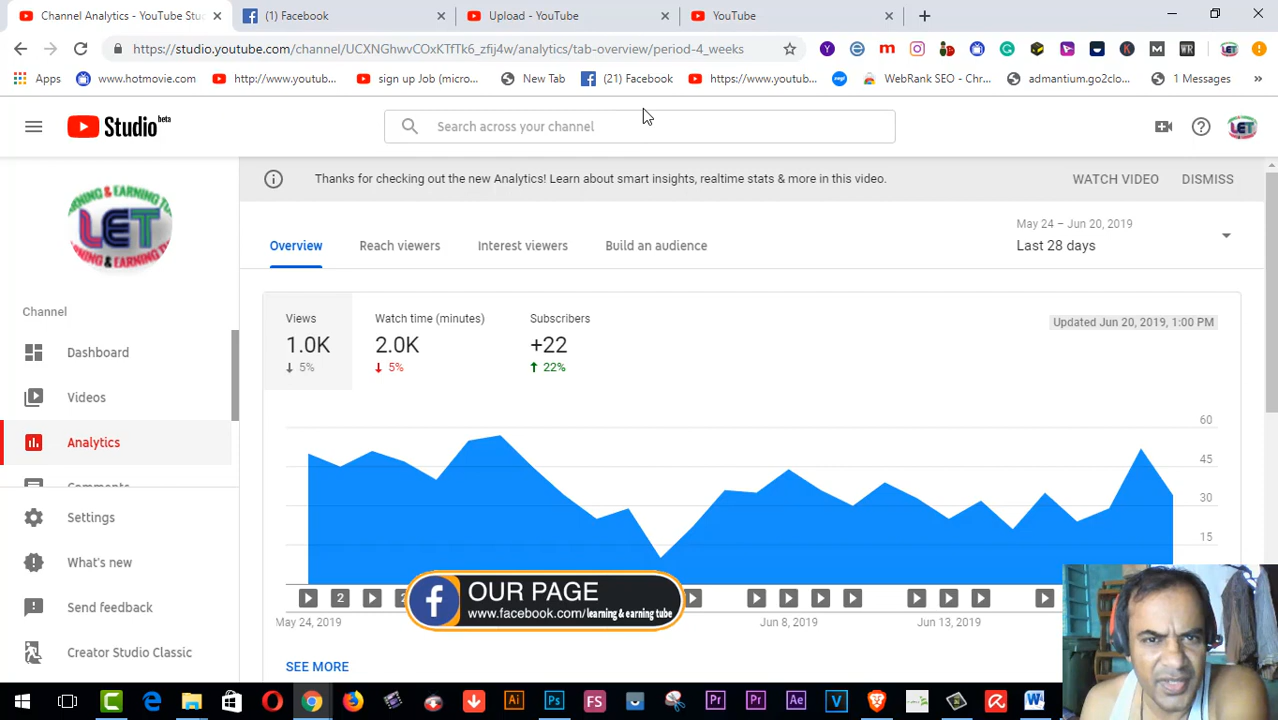 Channel Analytics - YouTube Stu
(1) Facebook
Upload - YouTube
YouTube
https://studio.youtube.com/channel/UCXNGhwvCOxKTfTk6_zfij4w/analytics/tab-overview/period-4_weeks
Apps
www.hotmovie.com
http://www.youtub...
sign up Job (micro...
New Tab
(21) Facebook
https://www.youtub...
WebRank SEO - Chr...
admantium.go2clo...
1 Messages
Studio beta
Search across your channel
Thanks for checking out the new Analytics! Learn about smart insights, realtime stats & more in this video.
WATCH VIDEO
DISMISS
LET
Overview
Reach viewers
Interest viewers
Build an audience
May 24 – Jun 20, 2019
Last 28 days
Channel
Dashboard
Videos
Analytics
Comments
Settings
What's new
Send feedback
Creator Studio Classic
Views
1.0K
5%
Watch time (minutes)
2.0K
5%
Subscribers
+22
22%
Updated Jun 20, 2019, 1:00 PM
60
45
30
15
2
OUR PAGE
www.facebook.com/learning & earning tube
May 24, 2019
Jun 8, 2019
Jun 13, 2019
SEE MORE